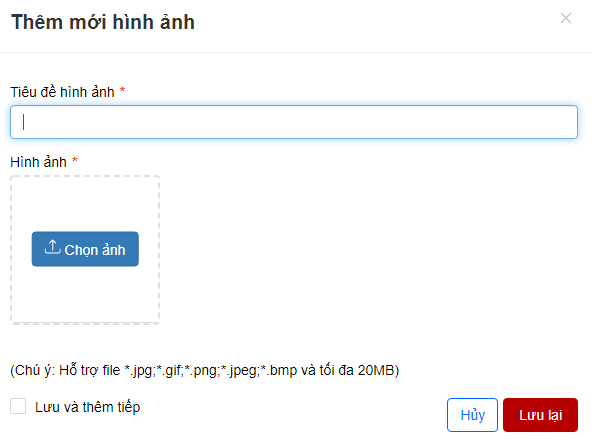 Thêm mới hình ảnh
Tiêu đề hình ảnh *
Hình ảnh *
Chọn ảnh
(Chú ý: Hỗ trợ file *.jpg;*.gif;*.png;*.jpeg;*.bmp và tối đa 20MB)
Lưu và thêm tiếp
Hủy
Lưu lại